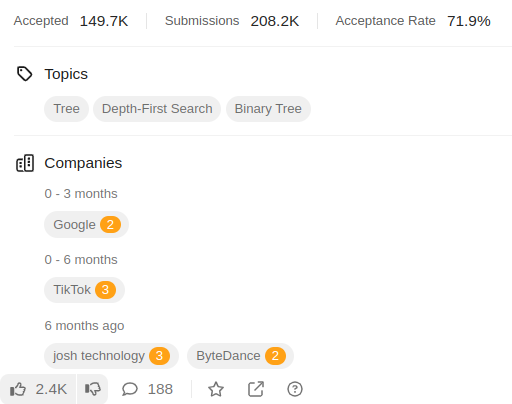 Accepted 149.7K Submissions 208.2K Acceptance Rate 71.9%
Topics
Tree Depth-First Search Binary Tree
Companies
0 - 3 months
Google 2
0 - 6 months
TikTok 3
6 months ago
josh technology 3 ByteDance 2
2.4K 188